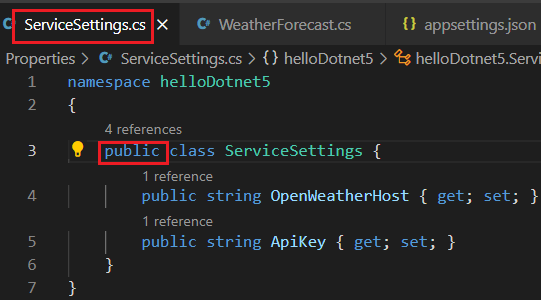 ServiceSettings.cs × C# WeatherForecast.cs {} appsettings.json
Properties > C# ServiceSettings.cs > {} helloDotnet5 > helloDotnet5.Servi
1 namespace helloDotnet5
2 {
4 references
3 public class ServiceSettings {
1 reference
4 public string OpenWeatherHost { get; set; }
1 reference
5 public string ApiKey { get; set; }
6 }
7 }